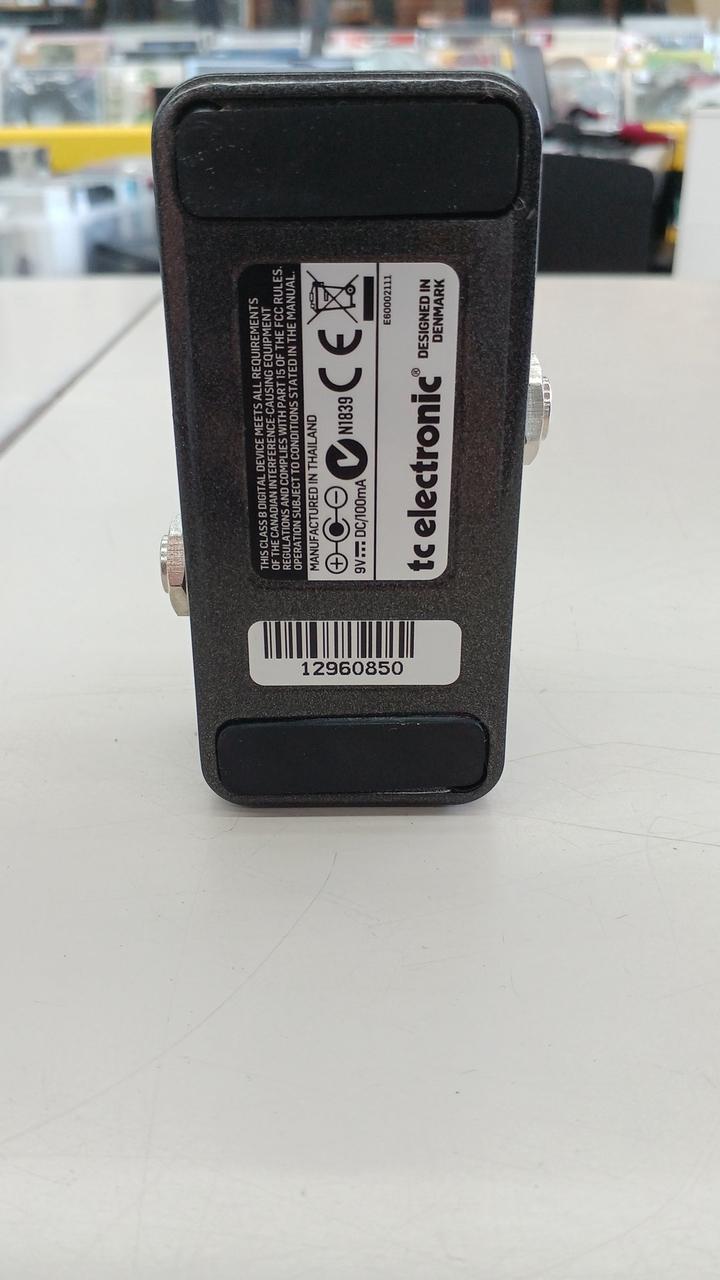 THIS CLASS B DIGITAL DEVICE MEETS ALL REQUIREMENTS
OF THE CANADIAN INTERFERENCE-CAUSING EQUIPMENT
REGULATIONS AND COMPLIES WITH PART 15 OF THE FCC RULES.
OPERATION SUBJECT TO CONDITIONS STATED IN THE MANUAL.
MANUFACTURED IN THAILAND
9V DC/100mA
N1839
CE
E60002111
tc electronic®
DESIGNED IN
DENMARK
12960850